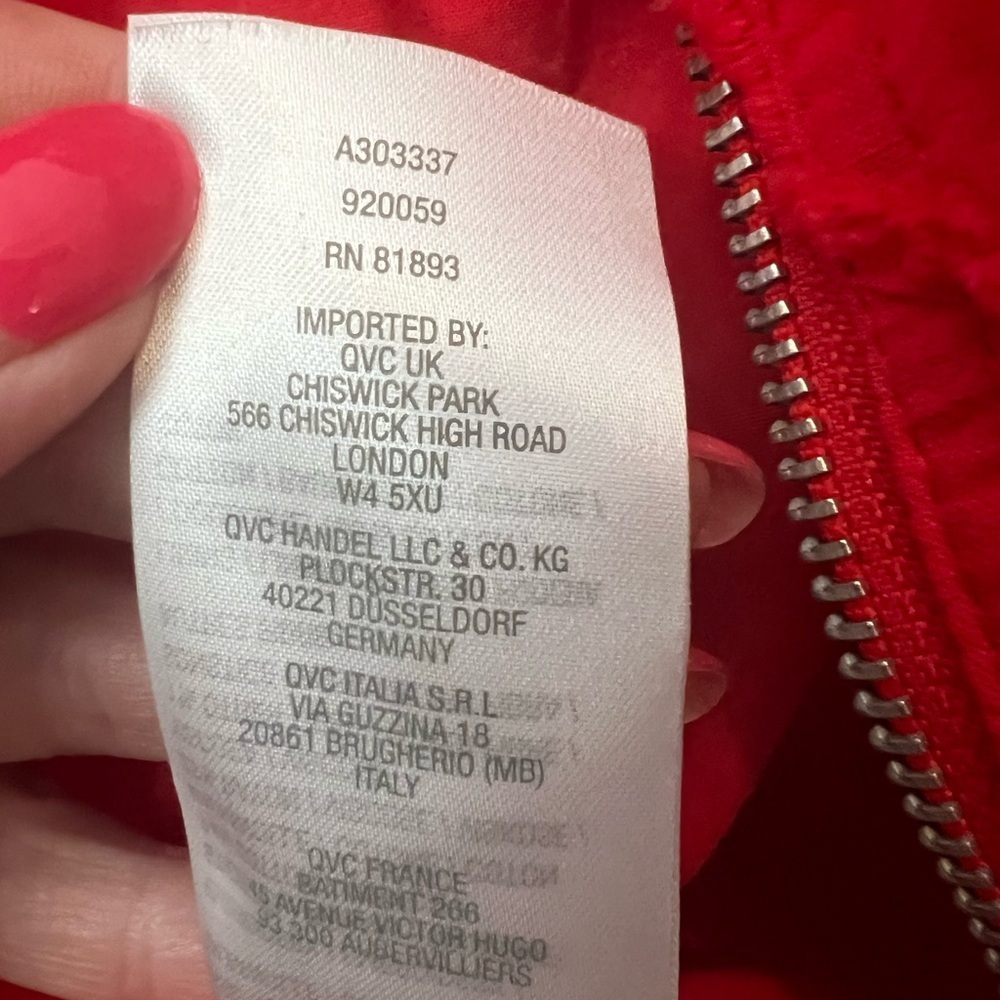 A303337
920059
RN 81893
IMPORTED BY:
QVC UK
CHISWICK PARK
566 CHISWICK HIGH ROAD
LONDON
W4 5XU
QVC HANDEL LLC & CO. KG
PLOCKSTR. 30
40221 DÜSSELDORF
GERMANY
QVC ITALIA S.R.L
VIA GUZZINA 18
20861 BRUGHERIO (MB)
ITALY
QVC FRANCE
BATIMENT 266
AVENUE VICTOR HUGO
93 300 AUBERVILLIERS